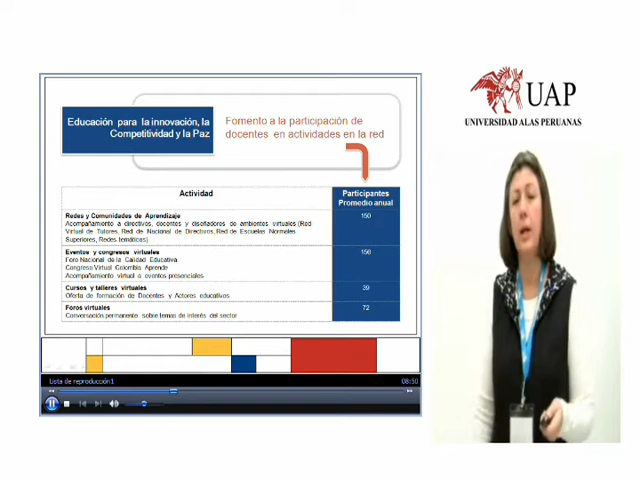 Educación para la innovación, la
Competitividad y la Paz
Fomento a la participación de
docentes en actividades en la red
Actividad
Participantes
Promedio anual
Redes y Comunidades de Aprendizaje
Acompañamiento a directivos, docentes y diseñadores de ambientes virtuales (Red
Virtual de Tutores, Red de Nacional de Directivos, Red de Escuelas Normales
Superiores, Redes temáticas)
150
Eventos y congresos virtuales
Foro Nacional de la Calidad Educativa
Congreso Virtual Colombia Aprende
Acompañamiento virtual a eventos presenciales
156
Cursos y talleres virtuales
Oferta de formación de Docentes y Actores educativos
39
Foros virtuales
Conversación permanente sobre temas de interés del sector
72
Lista de reproducción1
08:50
UAP
UNIVERSIDAD ALAS PERUANAS